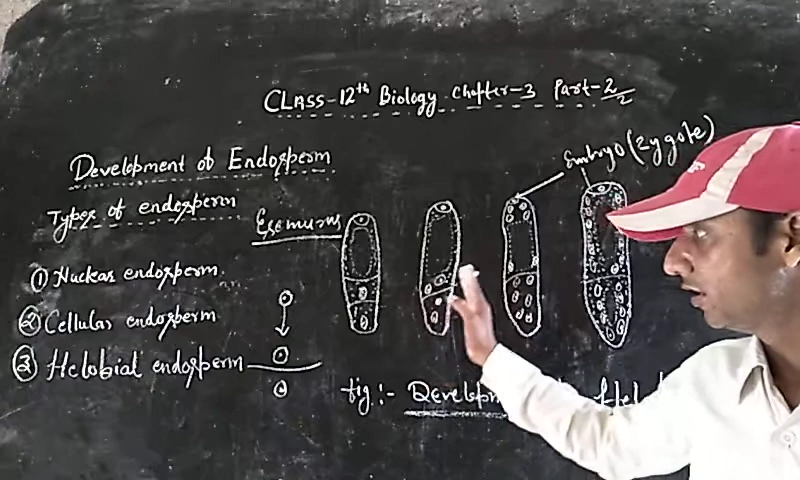 CLASS-12th Biology Chapter-3 Part-2/2
Development of Endosperm
Types of endosperm
Embryo (Zygote)
Eremurus
① Nuclear endosperm.
② Cellular endosperm
③ Helobial endosperm
fig :- Develop